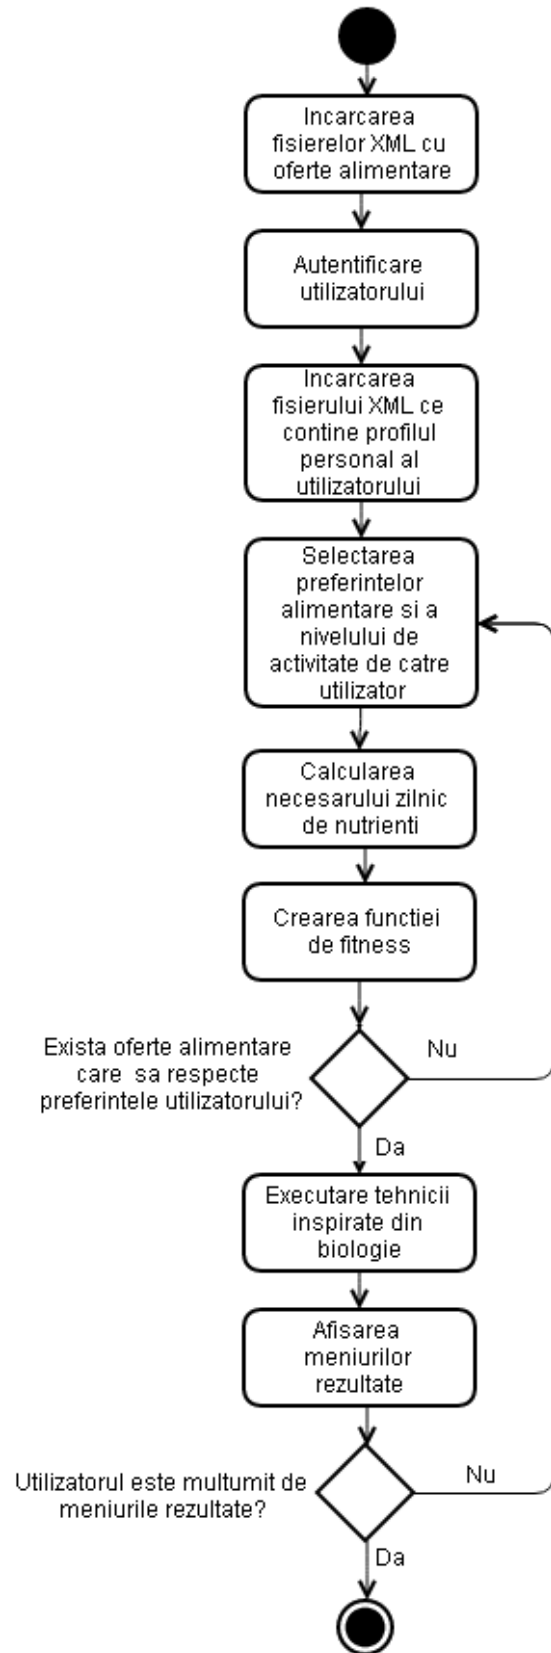 Incarcarea
fisierelor XML cu
oferte alimentare
Autentificare
utilizatorului
Incarcarea
fisierului XML ce
contine profilul
personal al
utilizatorului
Selectarea
preferintelor
alimentare si a
nivelului de
activitate de catre
utilizator
Calcularea
necesarului zilnic
de nutrienti
Crearea functiei
de fitness
Exista oferte alimentare
care sa respecte
preferintele utilizatorului?
Nu
Da
Executare tehnicii
inspirate din
biologie
Afisarea
meniurilor
rezultate
Utilizatorul este multumit de
meniurile rezultate?
Nu
Da